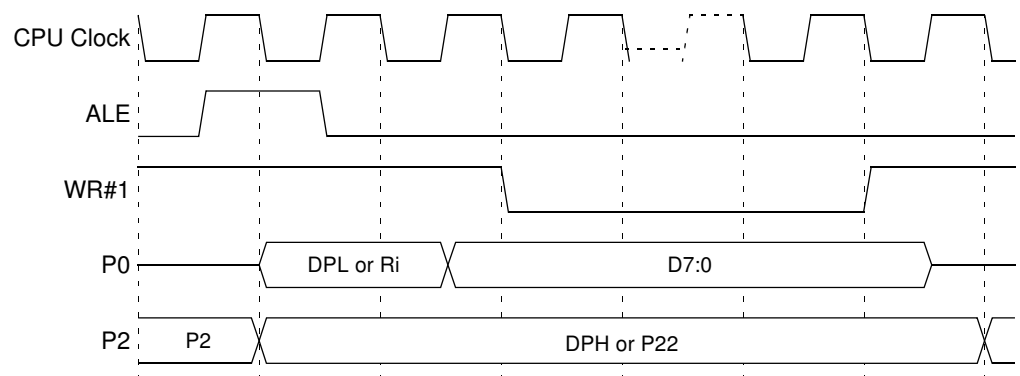 CPU Clock
ALE
WR#1
P0
DPL or Ri
D7:0
P2
P2
DPH or P22